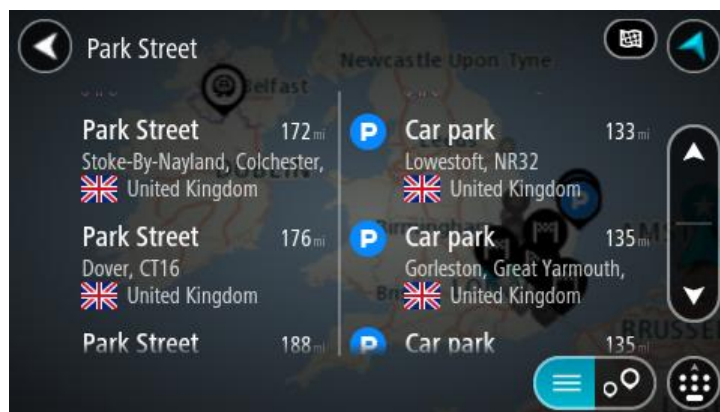 Park Street
Newcastle Upon Tyne
Belfast
Park Street 172 mi
Stoke-By-Nayland, Colchester,
United Kingdom
Park Street 176 mi
Dover, CT16
United Kingdom
Park Street 188 mi
P Car park 133 mi
Lowestoft, NR32
United Kingdom
P Car park 135 mi
Gorleston, Great Yarmouth,
United Kingdom
P Car park 135 mi
DUBLIN
P